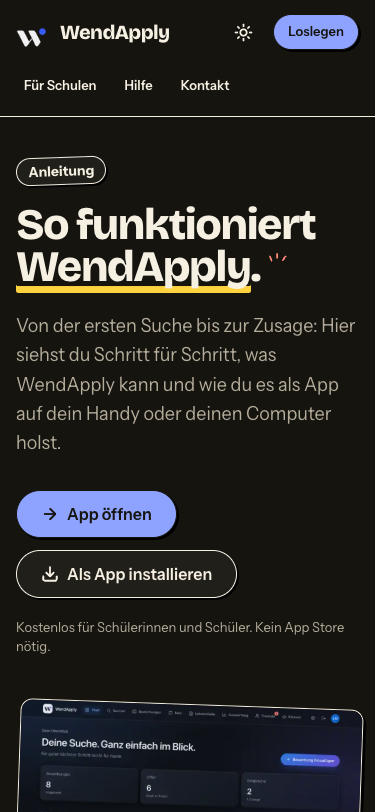 WendApply
Loslegen
Für Schulen Hilfe Kontakt
Anleitung
So funktioniert
WendApply.
Von der ersten Suche bis zur Zusage: Hier
siehst du Schritt für Schritt, was
WendApply kann und wie du es als App
auf dein Handy oder deinen Computer
holst.
App öffnen
Als App installieren
Kostenlos für Schülerinnen und Schüler. Kein App Store
nötig.
WendApply
Deine Suche. Ganz einfach im Blick.
Bewerbung hinzufügen
8
6
2